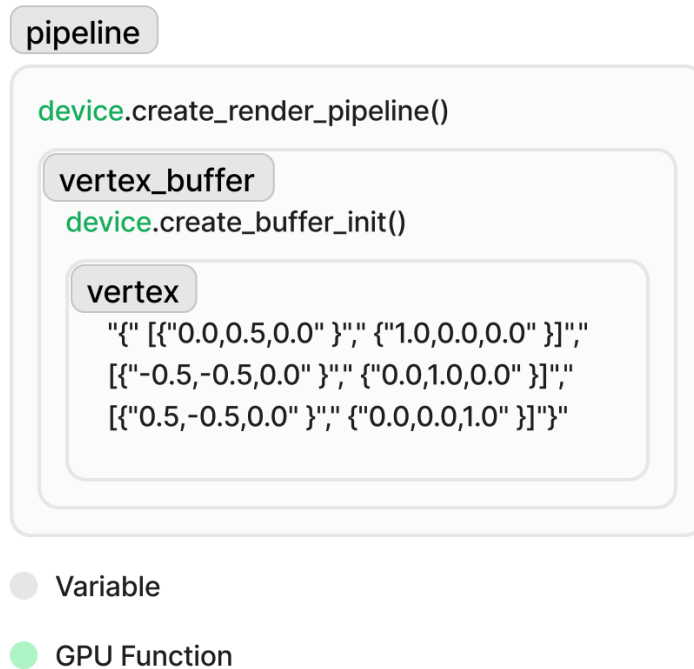 pipeline
device.create_render_pipeline()
vertex_buffer
device.create_buffer_init()
vertex
"{" [{"0.0,0.5,0.0" }"," {"1.0,0.0,0.0" }]","
[{"-0.5,-0.5,0.0" }"," {"0.0,1.0,0.0" }]","
[{"0.5,-0.5,0.0" }"," {"0.0,0.0,1.0" }]"}"
Variable
GPU Function